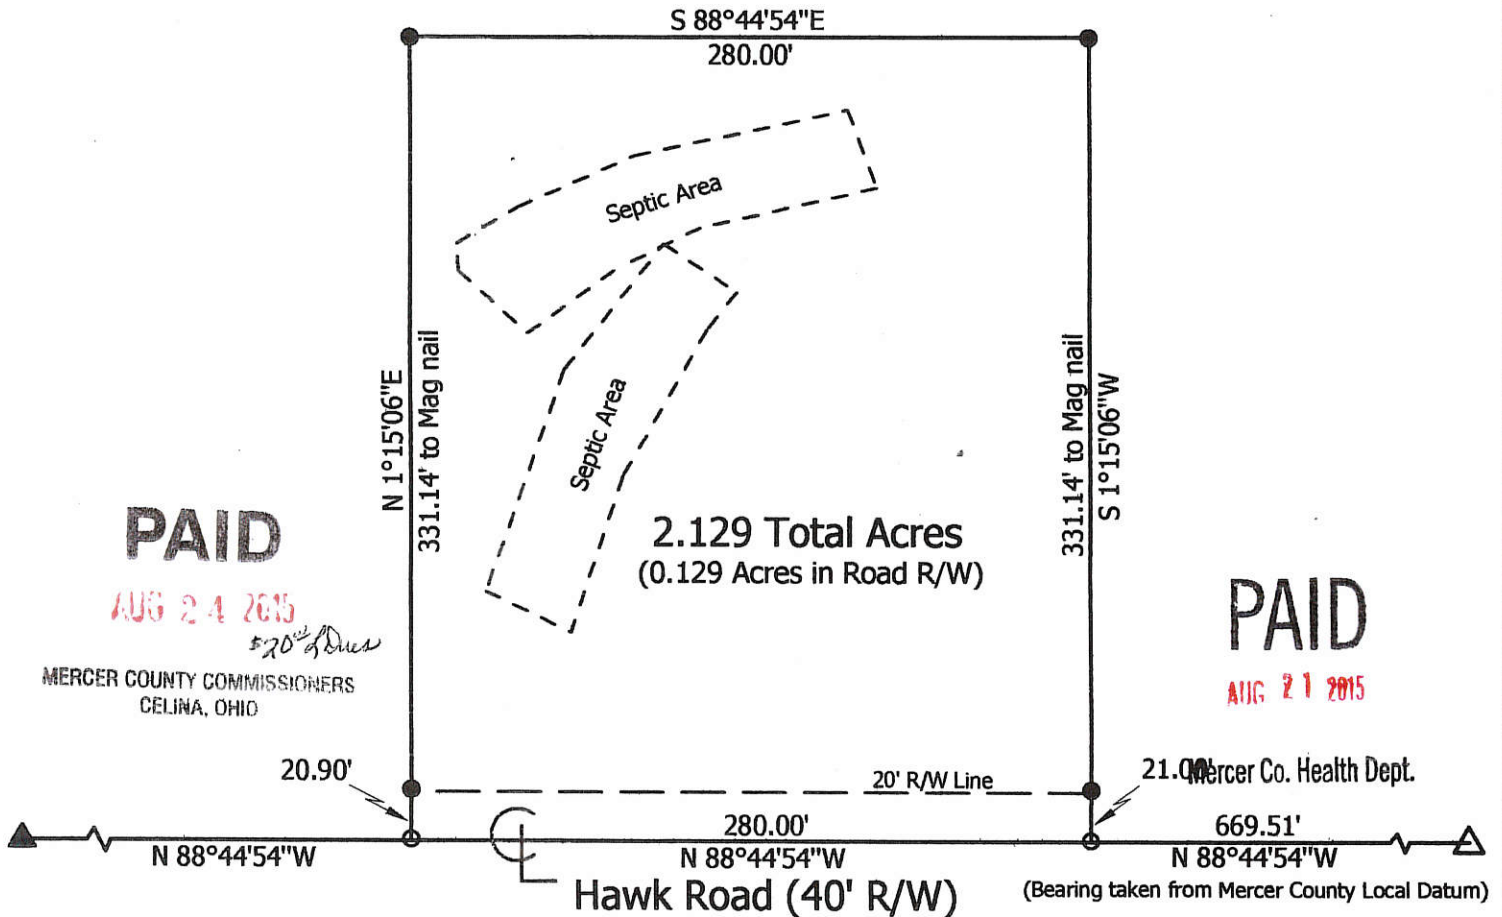 S 88°44'54"E
280.00'
Septic Area
N 1°15'06"E
331.14' to Mag nail
Septic Area
331.14' to Mag nail
S 1°15'06"W
2.129 Total Acres
(0.129 Acres in Road R/W)
PAID
AUG 24 2015
$20.00
MERCER COUNTY COMMISSIONERS
CELINA, OHIO
PAID
AUG 21 2015
Mercer Co. Health Dept.
20.90'
20' R/W Line
21.00'
280.00'
669.51'
N 88°44'54"W
N 88°44'54"W
N 88°44'54"W
Hawk Road (40' R/W)
(Bearing taken from Mercer County Local Datum)